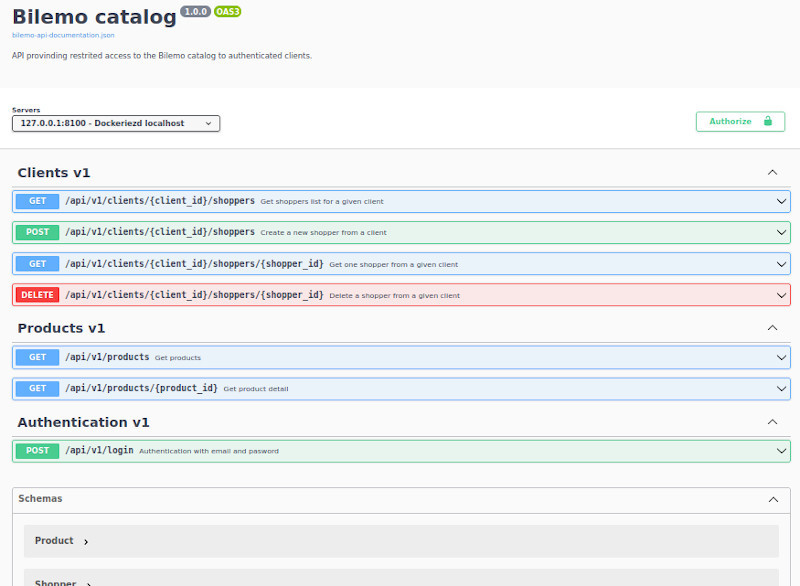 Bilemo catalog 1.0.0 OAS3
bilemo-api-documentation.json
API provinding restrited access to the Bilemo catalog to authenticated clients.
Servers
127.0.0.1:8100 - Dockeriezd localhost
Authorize
Clients v1
GET /api/v1/clients/{client_id}/shoppers Get shoppers list for a given client
POST /api/v1/clients/{client_id}/shoppers Create a new shopper from a client
GET /api/v1/clients/{client_id}/shoppers/{shopper_id} Get one shopper from a given client
DELETE /api/v1/clients/{client_id}/shoppers/{shopper_id} Delete a shopper from a given client
Products v1
GET /api/v1/products Get products
GET /api/v1/products/{product_id} Get product detail
Authentication v1
POST /api/v1/login Authentication with email and pasword
Schemas
Product
Shopper